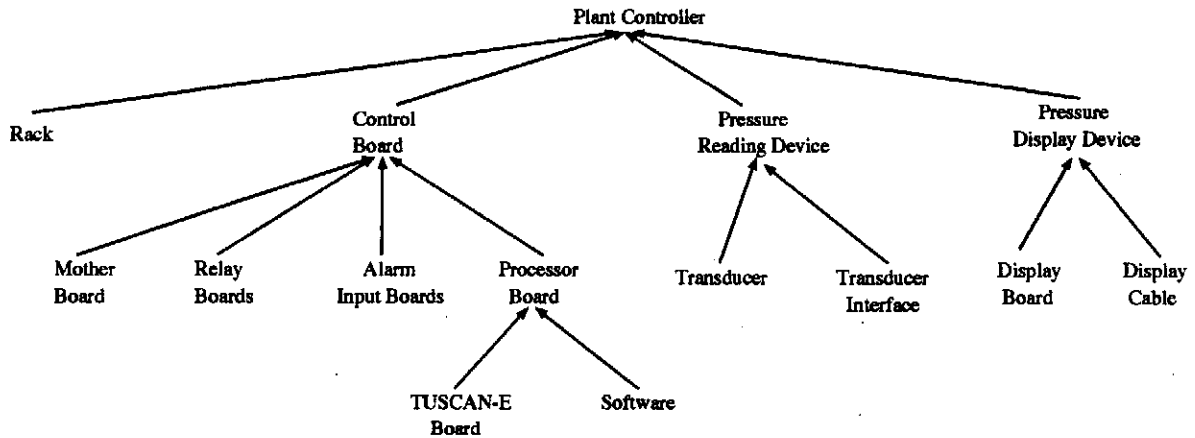 Plant Controller
Rack
Control
Board
Pressure
Reading Device
Pressure
Display Device
Mother
Board
Relay
Boards
Alarm
Input Boards
Processor
Board
Transducer
Transducer
Interface
Display
Board
Display
Cable
TUSCAN-E
Board
Software